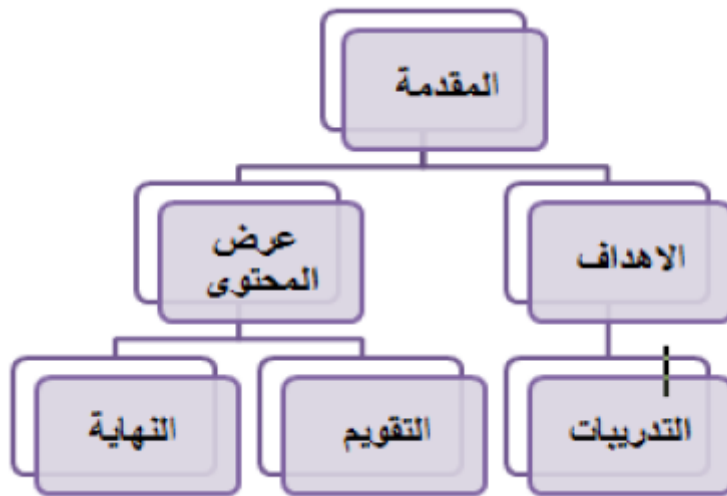 المقدمة
الاهداف
عرض
المحتوى
التدريبات
التقويم
النهاية